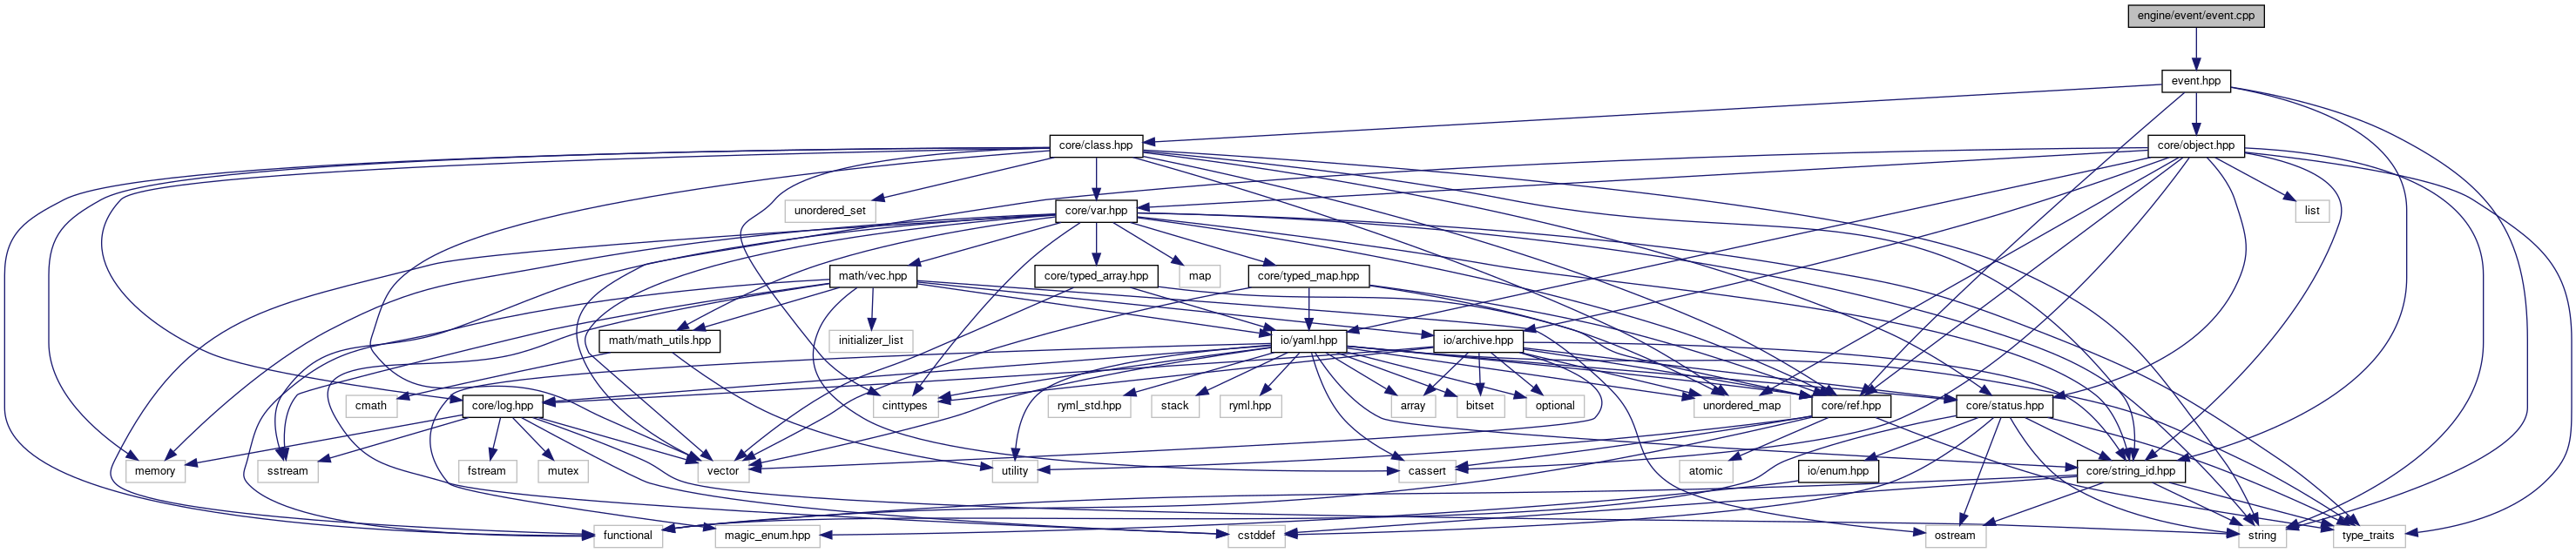 engine/event/event.cpp
event.hpp
core/class.hpp
core/object.hpp
unordered_set
core/var.hpp
list
math/vec.hpp
core/typed_array.hpp
map
core/typed_map.hpp
math/math_utils.hpp
initializer_list
io/yaml.hpp
io/archive.hpp
cmath
core/log.hpp
cinttypes
ryml_std.hpp
stack
ryml.hpp
array
bitset
optional
unordered_map
core/ref.hpp
core/status.hpp
memory
sstream
fstream
mutex
vector
utility
cassert
atomic
io/enum.hpp
core/string_id.hpp
functional
magic_enum.hpp
cstddef
ostream
string
type_traits